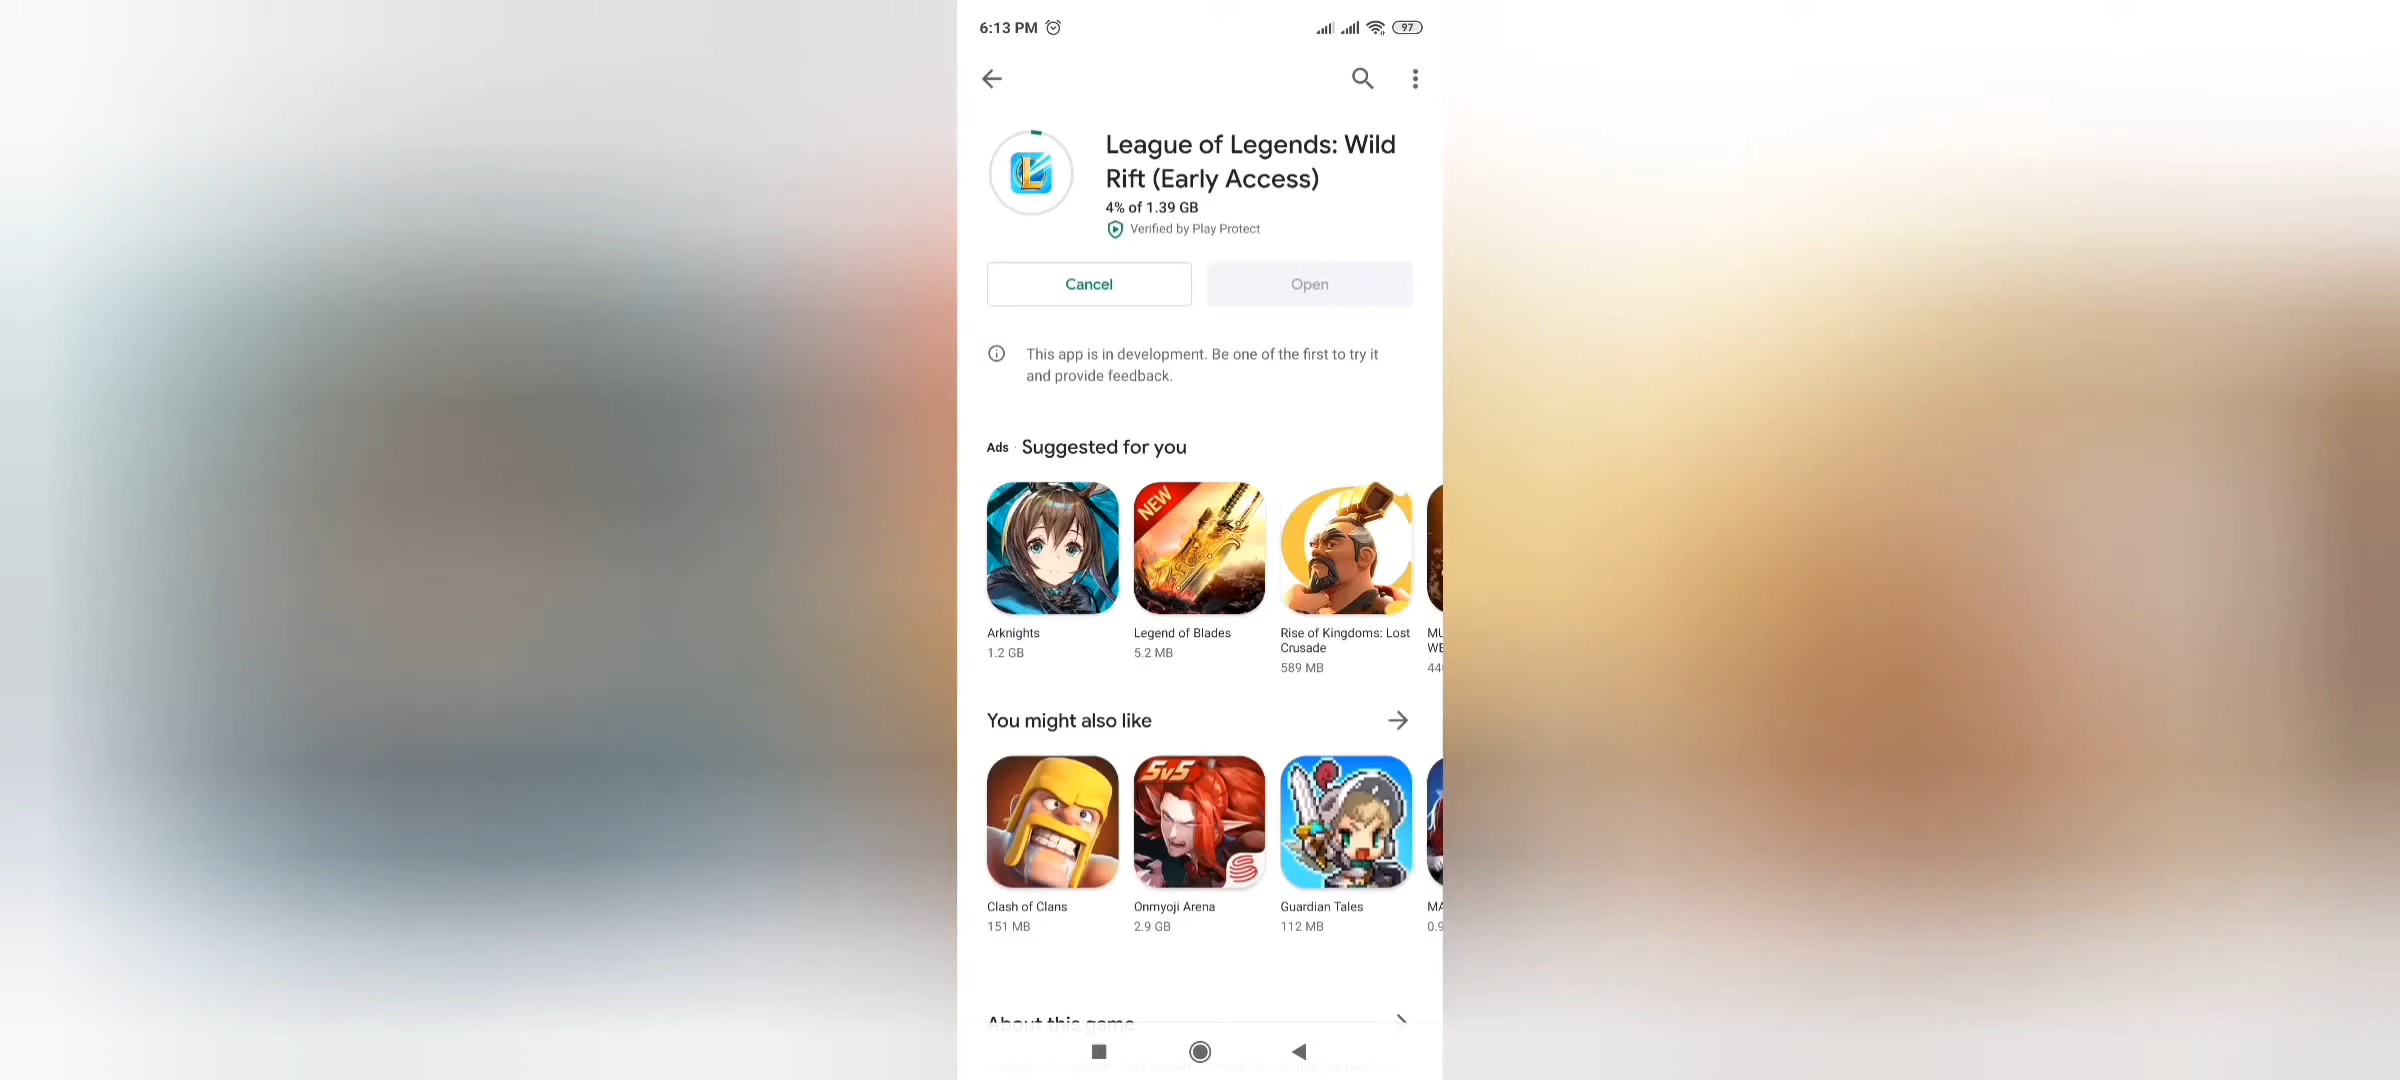 6:13 PM
97
League of Legends: Wild
Rift (Early Access)
4% of 1.39 GB
Verified by Play Protect
Cancel
Open
This app is in development. Be one of the first to try it
and provide feedback.
Ads · Suggested for you
NEW
Arknights
1.2 GB
Legend of Blades
5.2 MB
Rise of Kingdoms: Lost
Crusade
589 MB
You might also like
5v5
Clash of Clans
151 MB
Onmyoji Arena
2.9 GB
Guardian Tales
112 MB
About this game